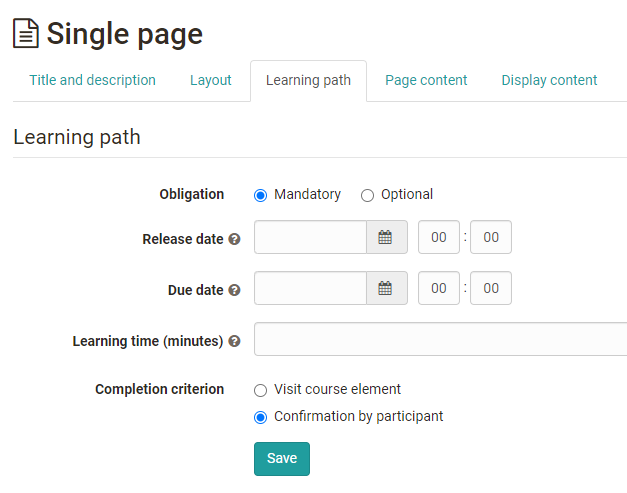 Single page
Title and description Layout Learning path Page content Display content
Learning path
Obligation Mandatory Optional
Release date 00 : 00
Due date 00 : 00
Learning time (minutes)
Completion criterion Visit course element
Confirmation by participant
Save